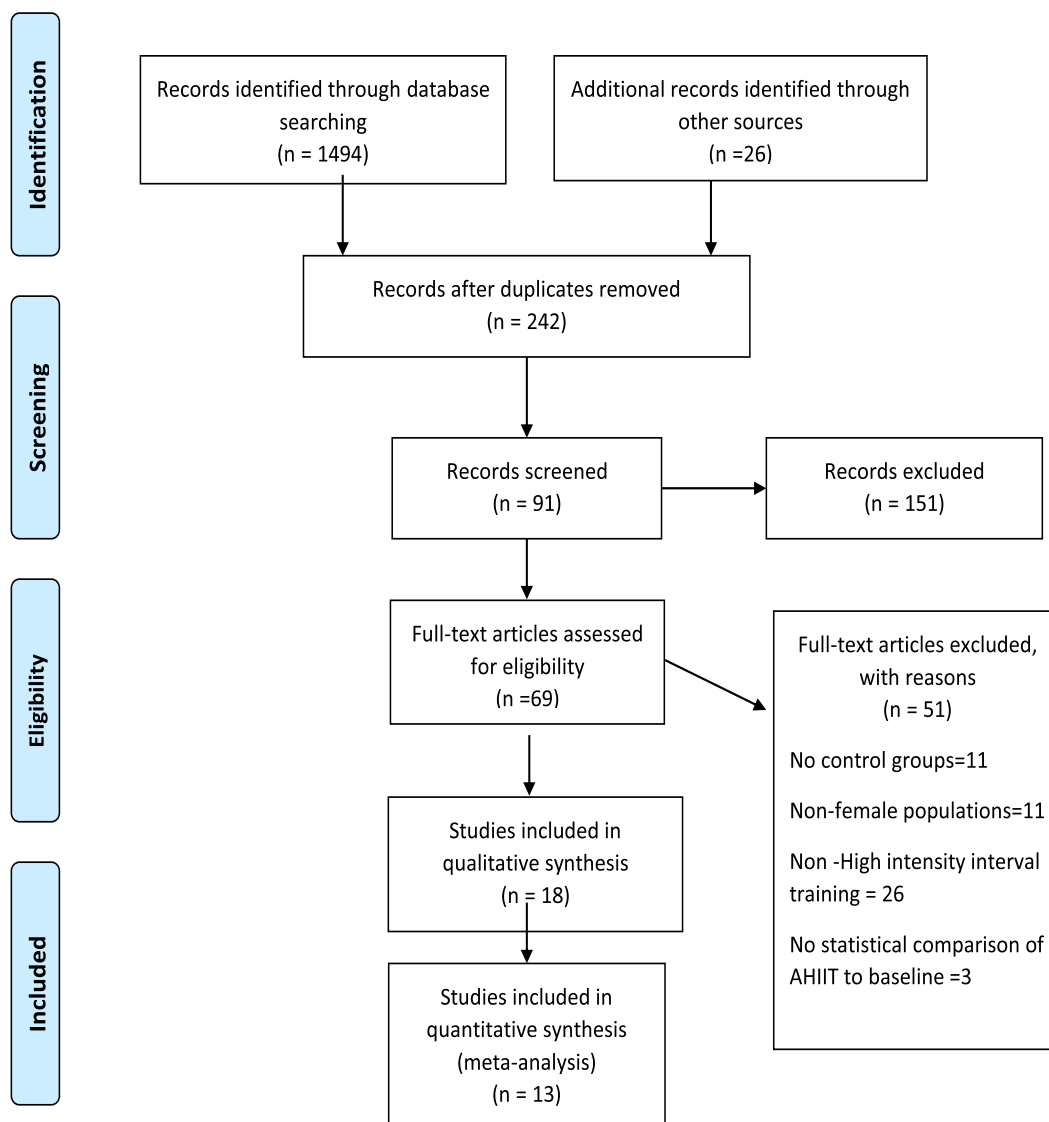 Identification
Records identified through database
searching
(n = 1494)
Additional records identified through
other sources
(n =26)
Records after duplicates removed
(n = 242)
Screening
Records screened
(n = 91)
Records excluded
(n = 151)
Eligibility
Full-text articles assessed
for eligibility
(n =69)
Full-text articles excluded,
with reasons
(n = 51)
No control groups=11
Non-female populations=11
Non -High intensity interval
training = 26
No statistical comparison of
AHIIT to baseline =3
Studies included in
qualitative synthesis
(n = 18)
Included
Studies included in
quantitative synthesis
(meta-analysis)
(n = 13)